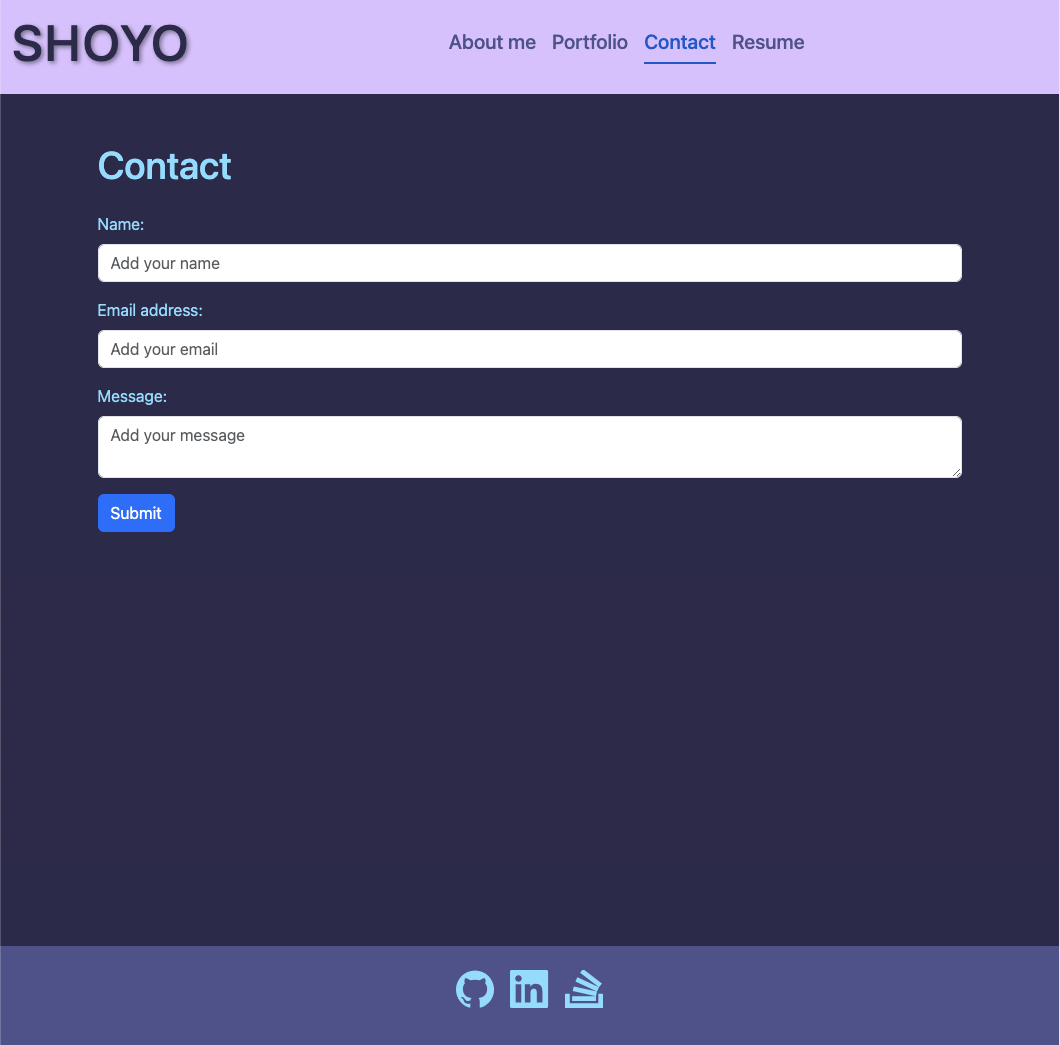 SHOYO
About me Portfolio Contact Resume
Contact
Name:
Add your name
Email address:
Add your email
Message:
Add your message
Submit
in